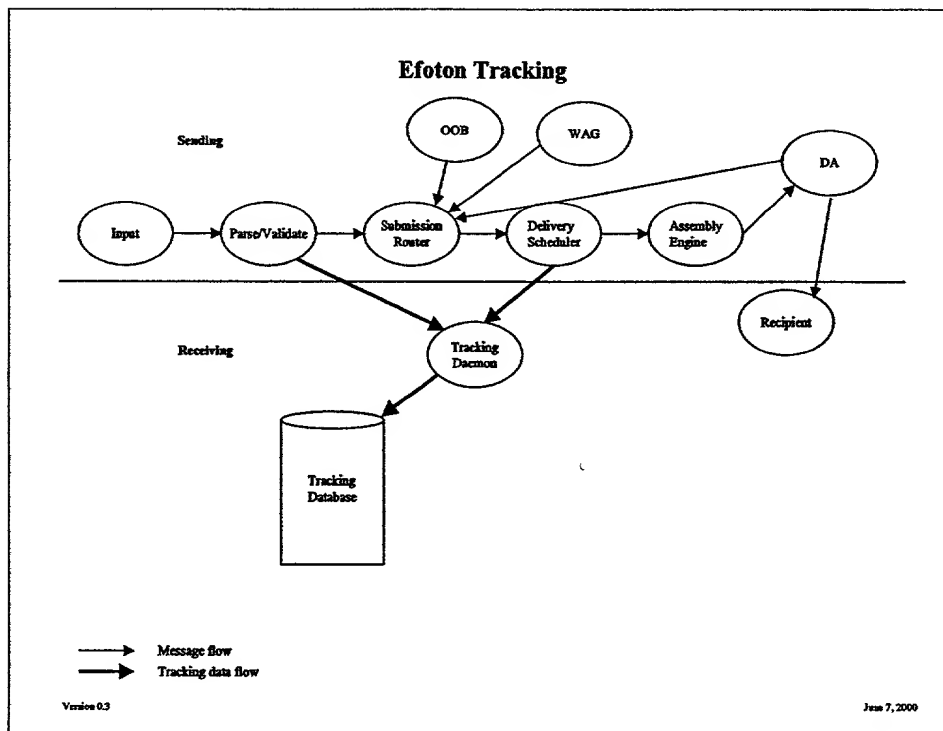 Efoton Tracking
Sending
OOB
WAG
DA
Input
Parse/Validate
Submission
Router
Delivery
Scheduler
Assembly
Engine
Recipient
Receiving
Tracking
Daemon
Tracking
Database
Message flow
Tracking data flow
Version 0.3
June 7, 2000